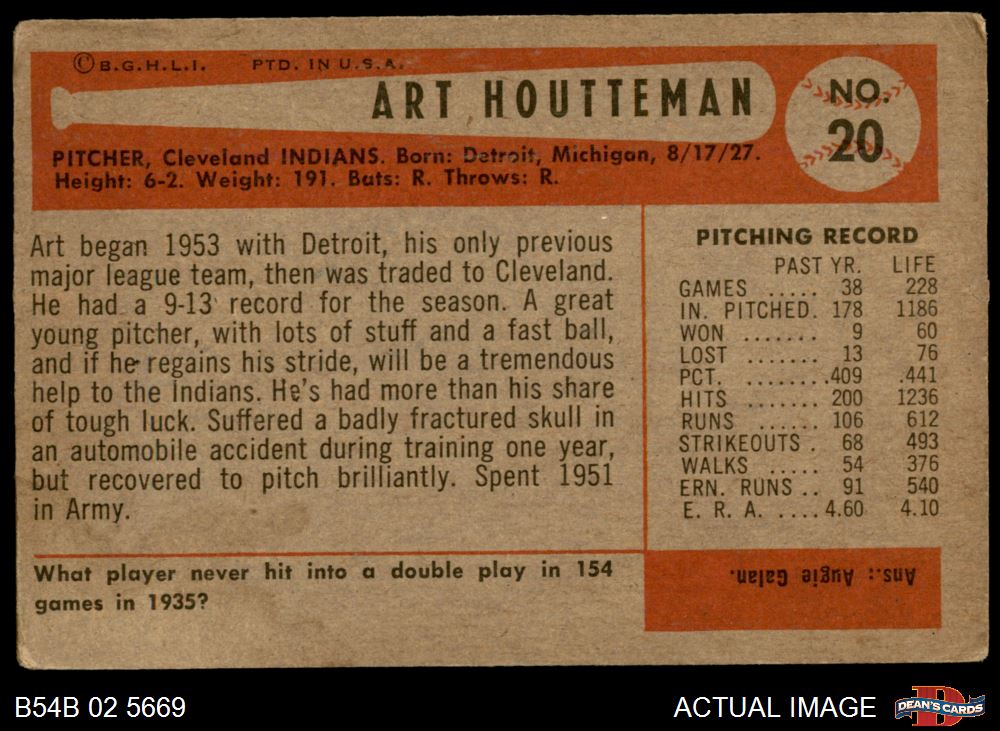 © B.G.H.L.I. PTD. IN U.S.A.
ART HOUTTEMAN
NO.
20
PITCHER, Cleveland INDIANS. Born: Detroit, Michigan, 8/17/27.
Height: 6-2. Weight: 191. Bats: R. Throws: R.
Art began 1953 with Detroit, his only previous
major league team, then was traded to Cleveland.
He had a 9-13 record for the season. A great
young pitcher, with lots of stuff and a fast ball,
and if he regains his stride, will be a tremendous
help to the Indians. He's had more than his share
of tough luck. Suffered a badly fractured skull in
an automobile accident during training one year,
but recovered to pitch brilliantly. Spent 1951
in Army.
PITCHING RECORD
PAST YR. LIFE
GAMES ..... 38 228
IN. PITCHED. 178 1186
WON ....... 9 60
LOST ....... 13 76
PCT. ....... .409 .441
HITS ....... 200 1236
RUNS ...... 106 612
STRIKEOUTS . 68 493
WALKS ..... 54 376
ERN. RUNS .. 91 540
E. R. A. .... 4.60 4.10
What player never hit into a double play in 154
games in 1935?
Ans.: Augie Galan.
B54B 02 5669
ACTUAL IMAGE
DEAN'S CARDS